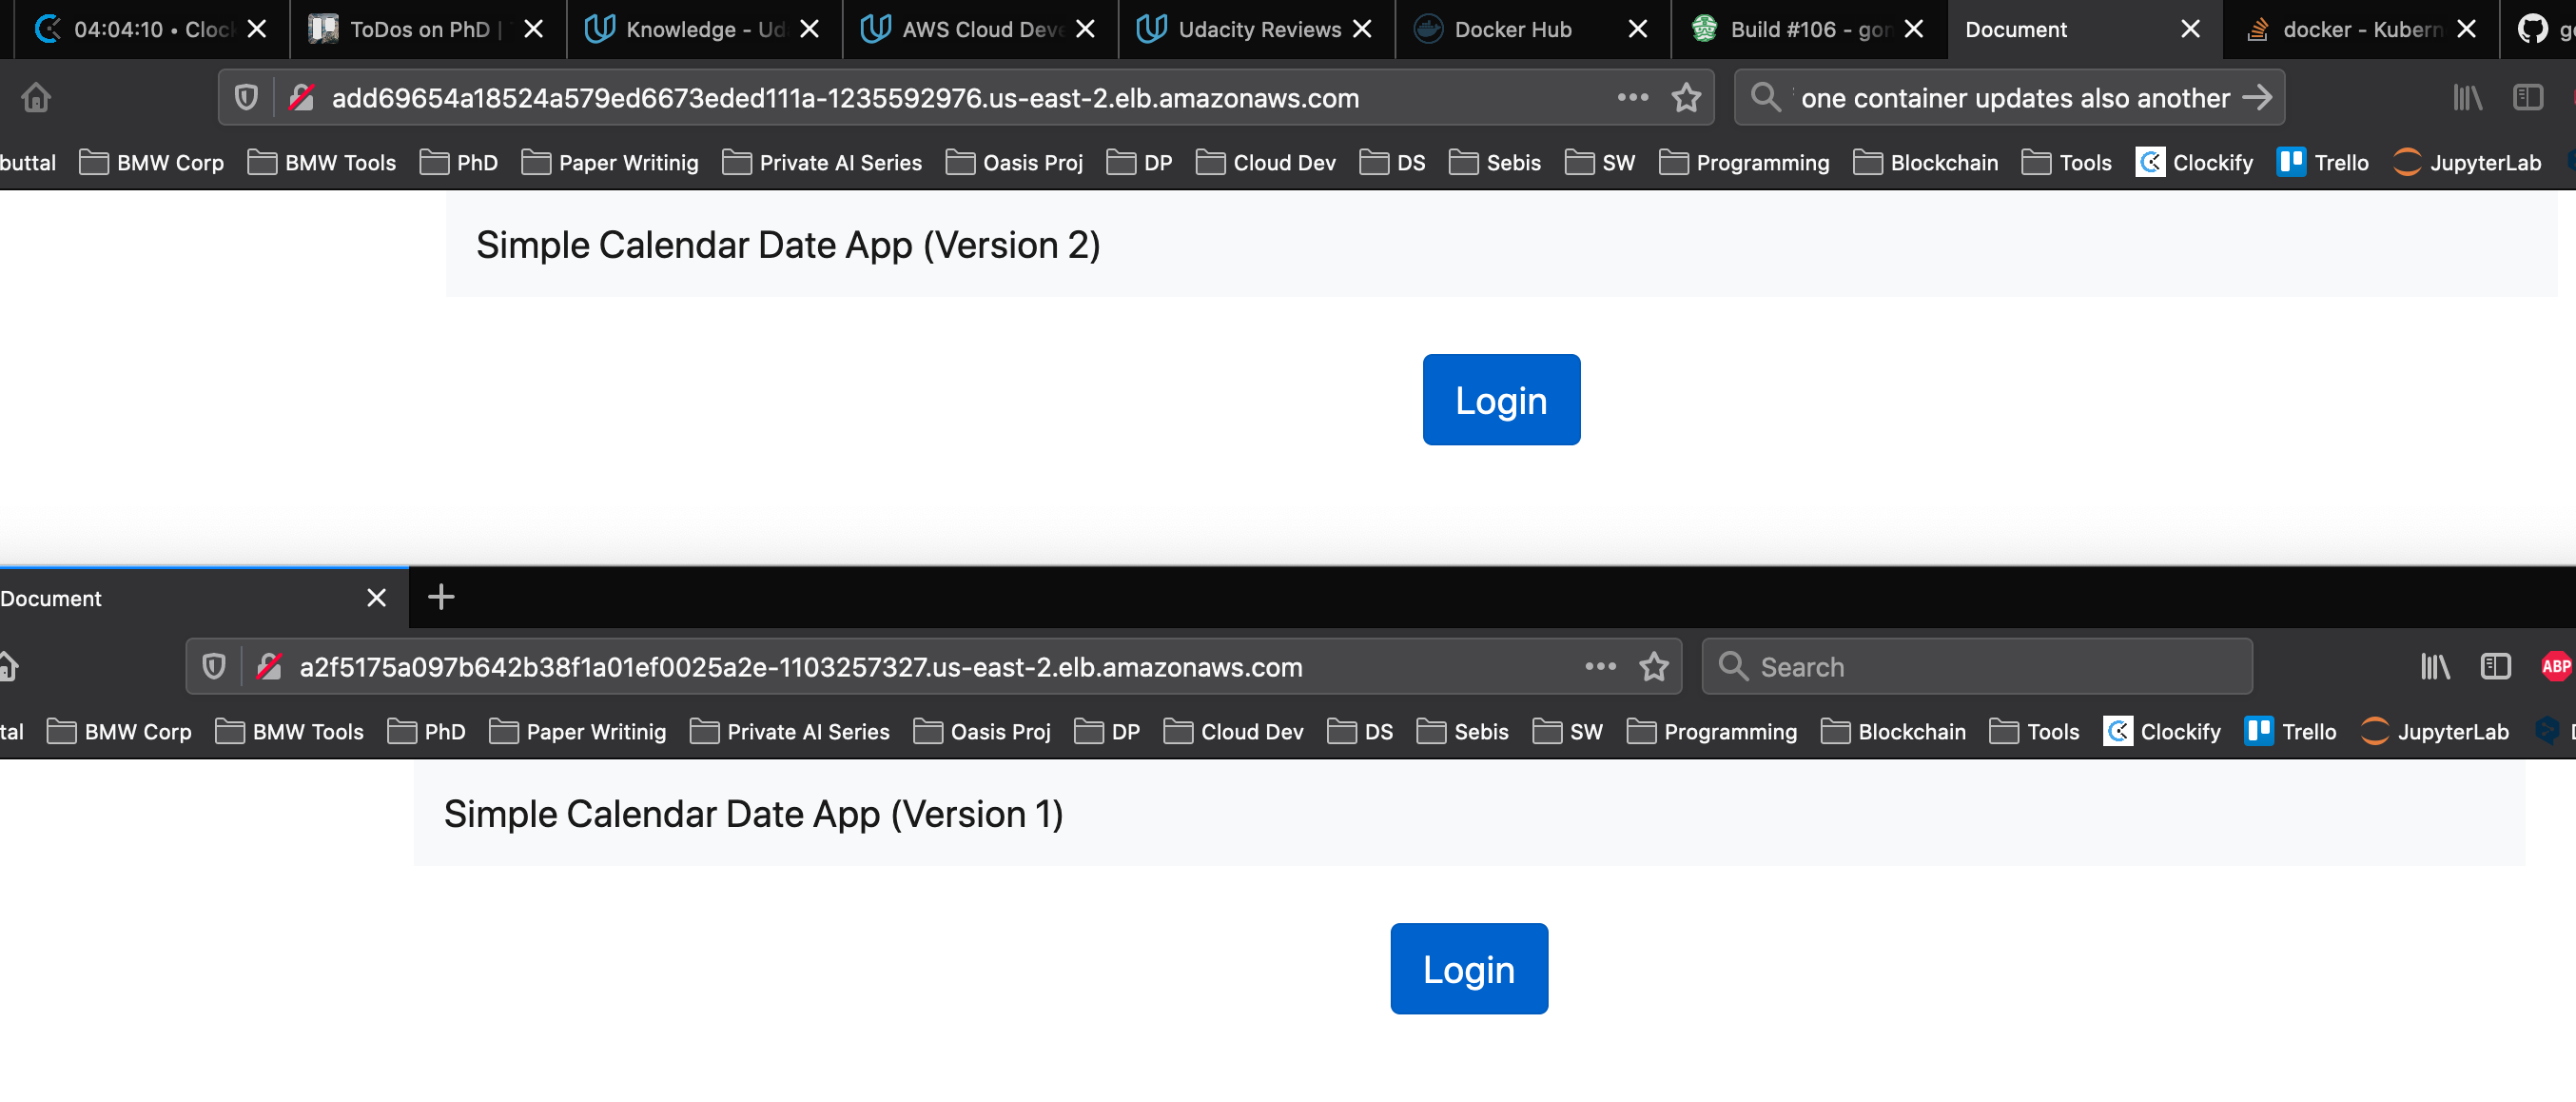 04:04:10 • Cloc
ToDos on PhD |
Knowledge - Ud
AWS Cloud Deve
Udacity Reviews
Docker Hub
Build #106 - gon
Document
docker - Kubern
add69654a18524a579ed6673eded111a-1235592976.us-east-2.elb.amazonaws.com
one container updates also another
buttal BMW Corp BMW Tools PhD Paper Writinig Private AI Series Oasis Proj DP Cloud Dev DS Sebis SW Programming Blockchain Tools Clockify Trello JupyterLab
Simple Calendar Date App (Version 2)
Login
Document
a2f5175a097b642b38f1a01ef0025a2e-1103257327.us-east-2.elb.amazonaws.com
Search
ABP
tal BMW Corp BMW Tools PhD Paper Writinig Private AI Series Oasis Proj DP Cloud Dev DS Sebis SW Programming Blockchain Tools Clockify Trello JupyterLab
Simple Calendar Date App (Version 1)
Login